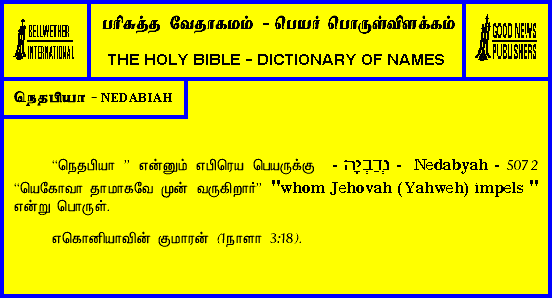 BELLWETHER
INTERNATIONAL
பரிசுத்த வேதாகமம் - பெயர் பொருள்விளக்கம்
THE HOLY BIBLE - DICTIONARY OF NAMES
GOOD NEWS
PUBLISHERS
நெதபியா - NEDABIAH
“நெதபியா ” என்னும் எபிரெய பெயருக்கு - נְדַבְיָה - Nedabyah - 5072
“யெகோவா தாமாகவே முன் வருகிறார்” "whom Jehovah (Yahweh) impels "
என்று பொருள்.
எகொனியாவின் குமாரன் (1நாளா 3:18).